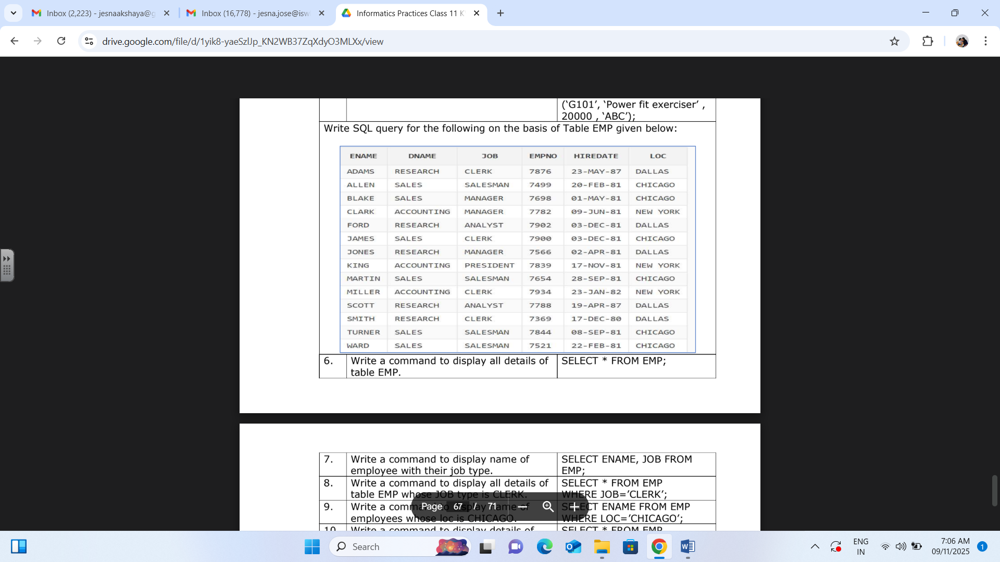 Inbox (2,223) - jesnaakshaya@g
Inbox (16,778) - jesna.jose@isw
Informatics Practices Class 11 K
drive.google.com/file/d/1yik8-yaeSzlJp_KN2WB37ZqXdyO3MLXx/view
(‘G101’, ‘Power fit exerciser’ ,
20000 , ‘ABC’);
Write SQL query for the following on the basis of Table EMP given below:
ENAME DNAME JOB EMPNO HIREDATE LOC
ADAMS RESEARCH CLERK 7876 23-MAY-87 DALLAS
ALLEN SALES SALESMAN 7499 20-FEB-81 CHICAGO
BLAKE SALES MANAGER 7698 01-MAY-81 CHICAGO
CLARK ACCOUNTING MANAGER 7782 09-JUN-81 NEW YORK
FORD RESEARCH ANALYST 7902 03-DEC-81 DALLAS
JAMES SALES CLERK 7900 03-DEC-81 CHICAGO
JONES RESEARCH MANAGER 7566 02-APR-81 DALLAS
KING ACCOUNTING PRESIDENT 7839 17-NOV-81 NEW YORK
MARTIN SALES SALESMAN 7654 28-SEP-81 CHICAGO
MILLER ACCOUNTING CLERK 7934 23-JAN-82 NEW YORK
SCOTT RESEARCH ANALYST 7788 19-APR-87 DALLAS
SMITH RESEARCH CLERK 7369 17-DEC-80 DALLAS
TURNER SALES SALESMAN 7844 08-SEP-81 CHICAGO
WARD SALES SALESMAN 7521 22-FEB-81 CHICAGO
6. Write a command to display all details of
table EMP.
SELECT * FROM EMP;
7. Write a command to display name of
employee with their job type.
SELECT ENAME, JOB FROM
EMP;
8. Write a command to display all details of
table EMP whose JOB type is CLERK.
SELECT * FROM EMP
WHERE JOB=’CLERK’;
9. Write a command to display name of
employees whose loc is CHICAGO.
SELECT ENAME FROM EMP
WHERE LOC=’CHICAGO’;
10. Write a command to display details of
SELECT * FROM EMP
Page 67 / 71
Search
ENG
IN
7:06 AM
09/11/2025
1